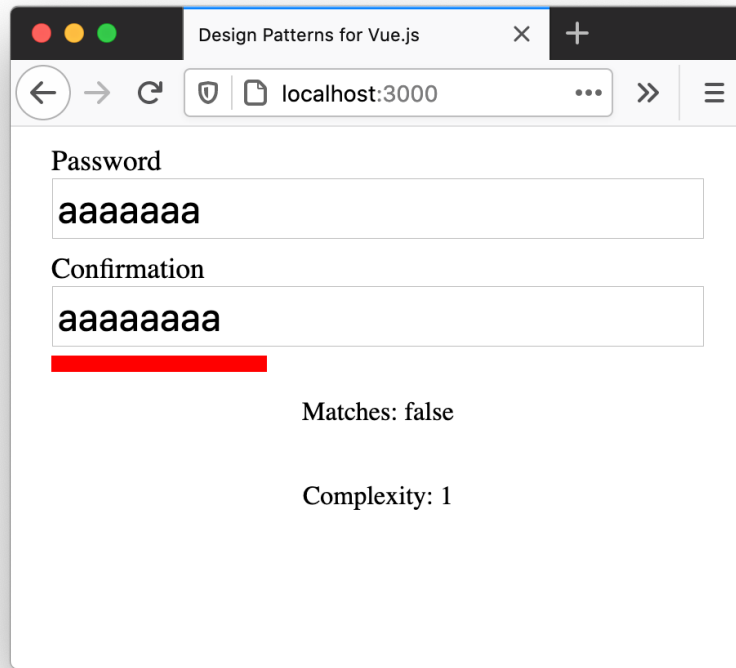 Design Patterns for Vue.js
localhost:3000
Password
aaaaaaa
Confirmation
aaaaaaaa
Matches: false
Complexity: 1